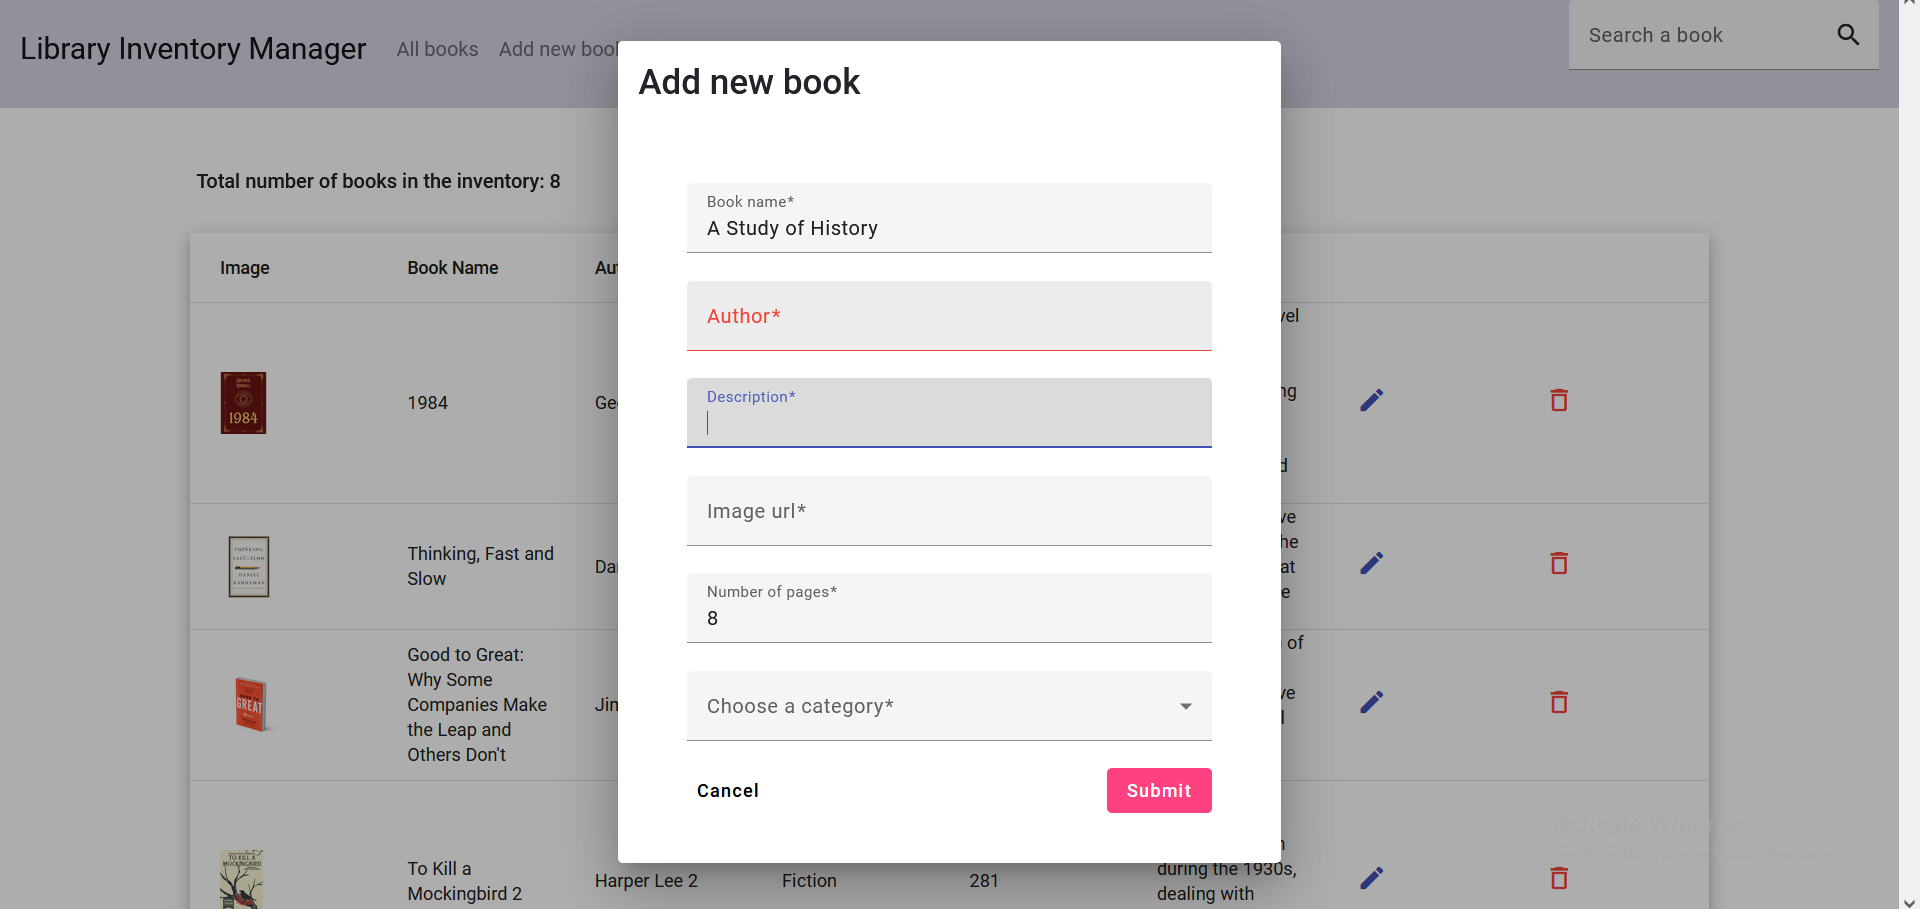 Library Inventory Manager
All books
Add new boo
Search a book
Add new book
Total number of books in the inventory: 8
Book name*
A Study of History
Image
Book Name
Au
Author*
vel
1984
1984
Ge
ng
Description*
d
Image url*
ve
Thinking, Fast and
Slow
Da
he
at
e
Number of pages*
8
of
Good to Great:
Why Some
Companies Make
the Leap and
Others Don't
GREAT
Jin
ve
Choose a category*
Cancel
Submit
Activate Windows
Go to Settings to activate Windows.
TO KILL A
MOCKINGBIRD
To Kill a
Mockingbird 2
Harper Lee 2
Fiction
281
during the 1930s,
dealing with